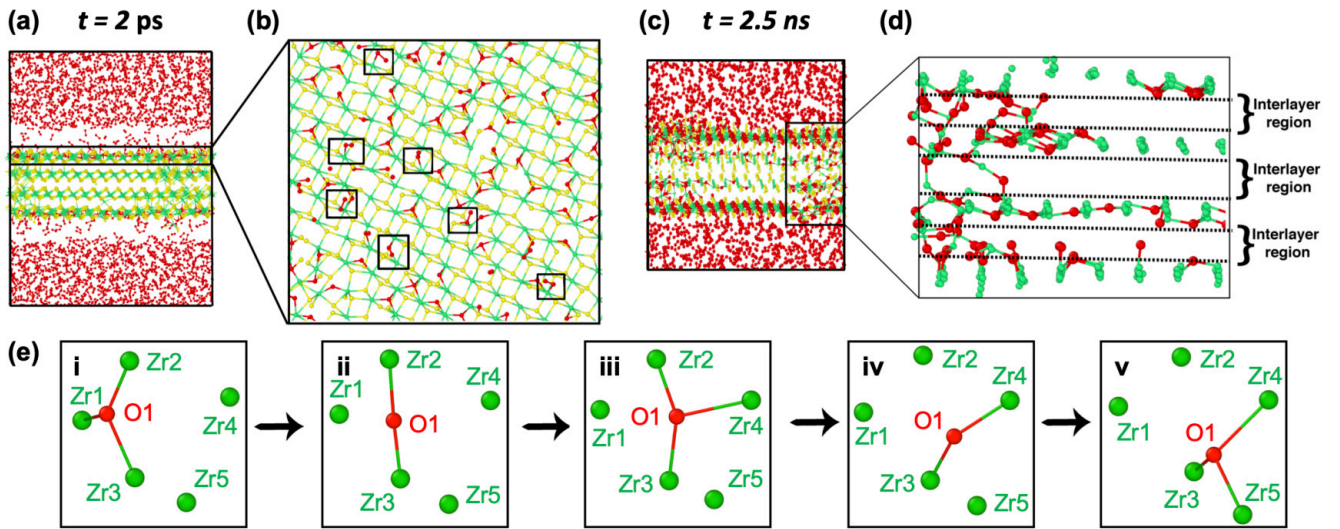 (a) t = 2 ps (b) (c) t = 2.5 ns (d)
} Interlayer
region
} Interlayer
region
} Interlayer
region
(e)
i
Zr2
Zr1
O1
Zr4
Zr3
Zr5
ii
Zr2
Zr1
Zr4
O1
Zr3
Zr5
iii
Zr2
O1
Zr4
Zr1
Zr3
Zr5
iv
Zr2
Zr4
O1
Zr1
Zr3
Zr5
v
Zr2
Zr4
Zr1
O1
Zr3
Zr5